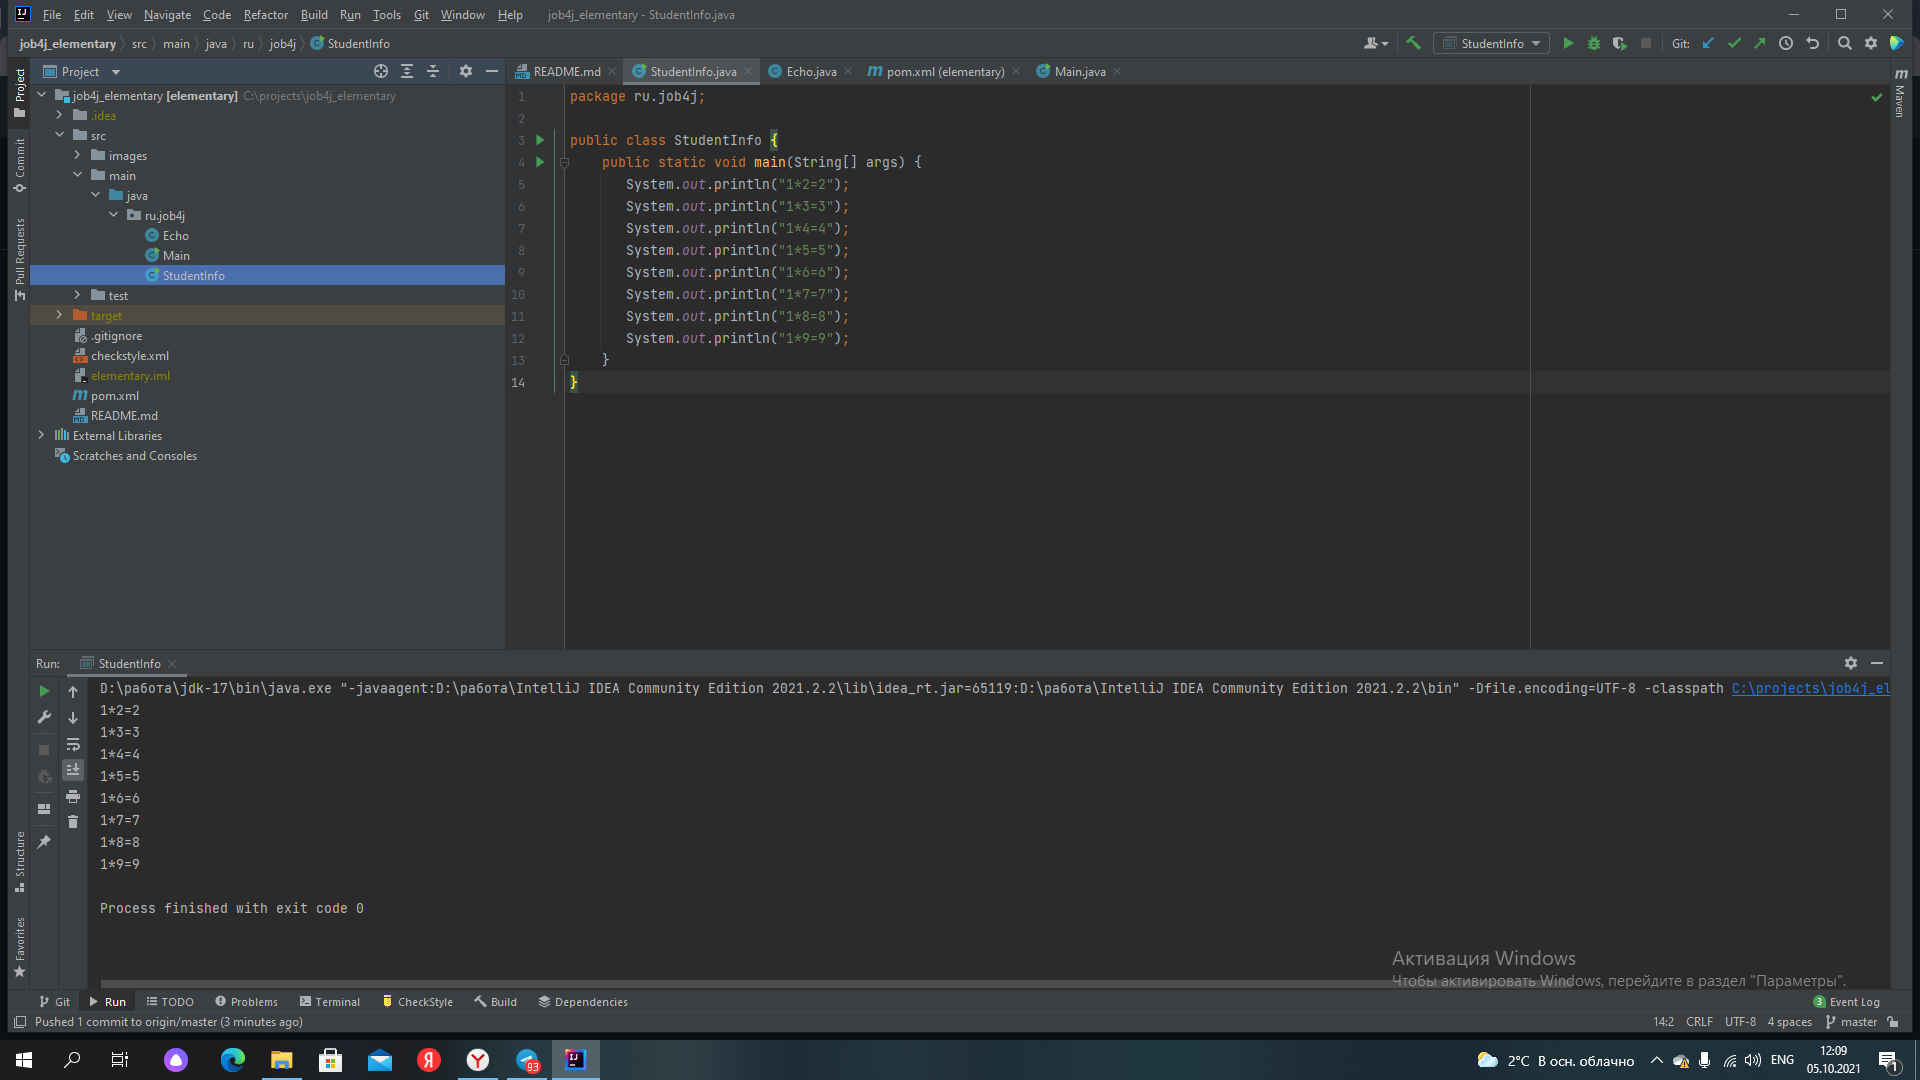 File Edit View Navigate Code Refactor Build Run Tools Git Window Help job4j_elementary - StudentInfo.java
job4j_elementary src main java ru job4j StudentInfo
StudentInfo Git:
Project
Commit
Pull Requests
Structure
Favorites
Maven
Project
job4j_elementary [elementary] C:\projects\job4j_elementary
.idea
src
images
main
java
ru.job4j
Echo
Main
StudentInfo
test
target
.gitignore
checkstyle.xml
elementary.iml
pom.xml
README.md
External Libraries
Scratches and Consoles
README.md StudentInfo.java Echo.java pom.xml (elementary) Main.java
1 package ru.job4j;
2
3 public class StudentInfo {
4 public static void main(String[] args) {
5 System.out.println("1*2=2");
6 System.out.println("1*3=3");
7 System.out.println("1*4=4");
8 System.out.println("1*5=5");
9 System.out.println("1*6=6");
10 System.out.println("1*7=7");
11 System.out.println("1*8=8");
12 System.out.println("1*9=9");
13 }
14 }
Run: StudentInfo
D:\работа\jdk-17\bin\java.exe "-javaagent:D:\работа\IntelliJ IDEA Community Edition 2021.2.2\lib\idea_rt.jar=65119:D:\работа\IntelliJ IDEA Community Edition 2021.2.2\bin" -Dfile.encoding=UTF-8 -classpath C:\projects\job4j_el
1*2=2
1*3=3
1*4=4
1*5=5
1*6=6
1*7=7
1*8=8
1*9=9
Process finished with exit code 0
Активация Windows
Чтобы активировать Windows, перейдите в раздел "Параметры".
Git Run TODO Problems Terminal CheckStyle Build Dependencies 3 Event Log
Pushed 1 commit to origin/master (3 minutes ago) 14:2 CRLF UTF-8 4 spaces master
93 2°C В осн. облачно ENG 12:09
05.10.2021 1